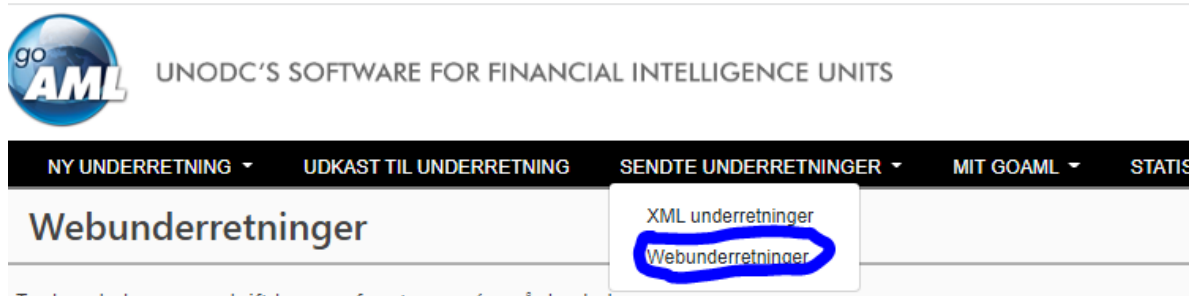 go
AML
UNODC'S SOFTWARE FOR FINANCIAL INTELLIGENCE UNITS
NY UNDERRETNING UDKAST TIL UNDERRETNING SENDTE UNDERRETNINGER MIT GOAML STATIS
XML underretninger
Webunderretninger
Webunderretninger